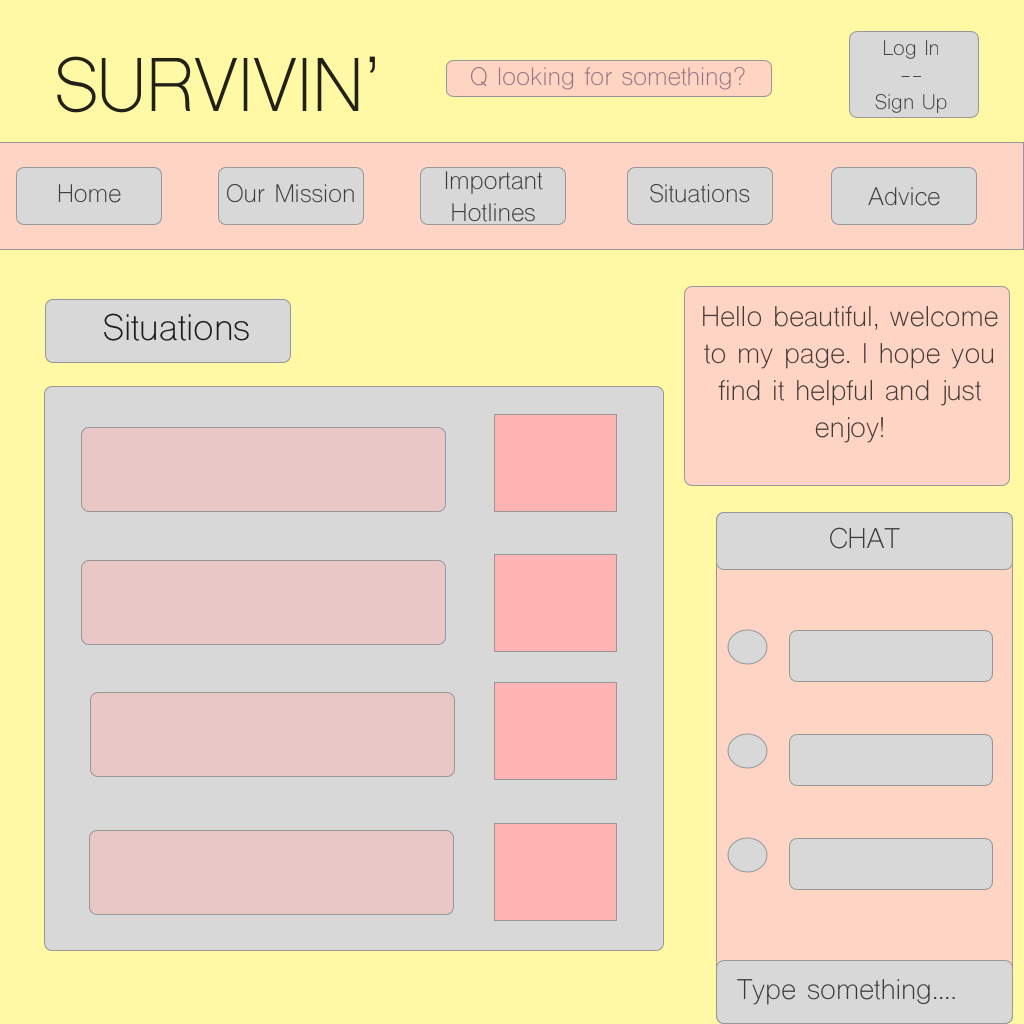 SURVIVIN’
Q looking for something?
Log In
--
Sign Up
Home
Our Mission
Important
Hotlines
Situations
Advice
Situations
Hello beautiful, welcome
to my page. I hope you
find it helpful and just
enjoy!
CHAT
Type something....